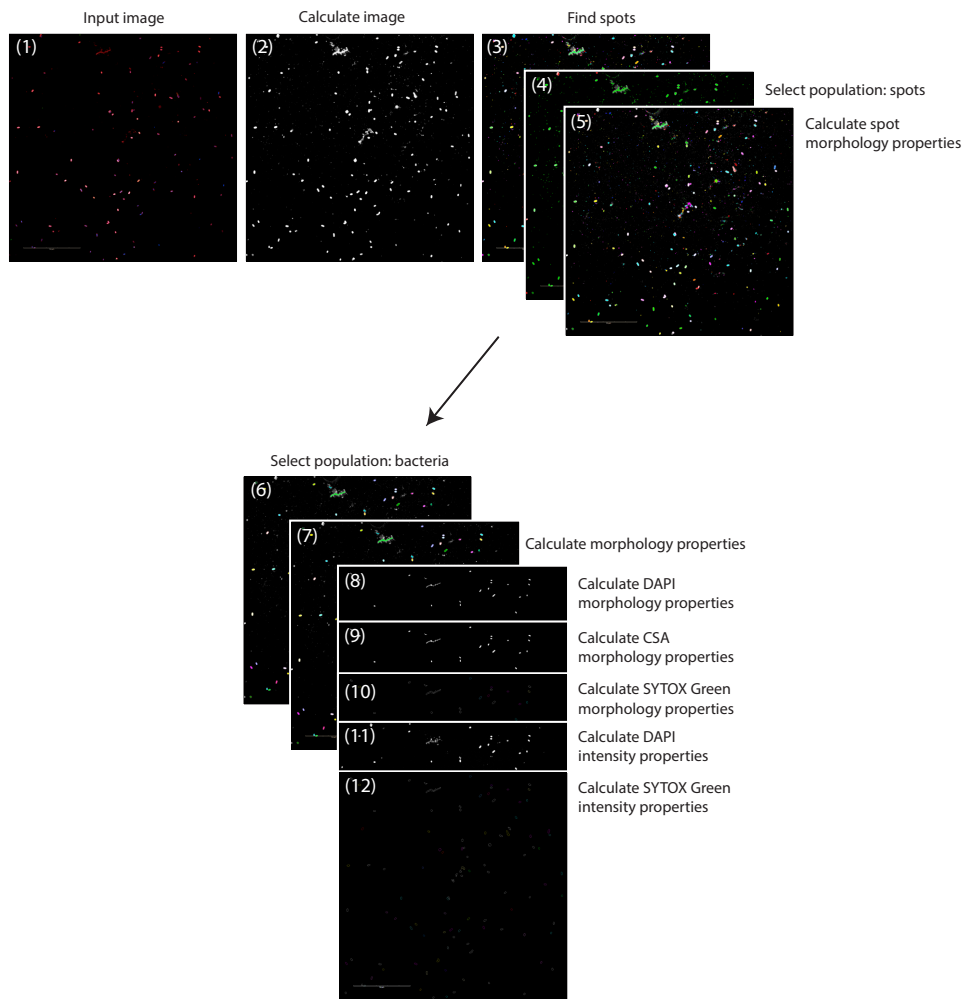 Input image
Calculate image
Find spots
(1)
(2)
(3)
(4)
Select population: spots
(5)
Calculate spot
morphology properties
Select population: bacteria
(6)
(7)
Calculate morphology properties
(8)
Calculate DAPI
morphology properties
(9)
Calculate CSA
morphology properties
(10)
Calculate SYTOX Green
morphology properties
(11)
Calculate DAPI
intensity properties
(12)
Calculate SYTOX Green
intensity properties